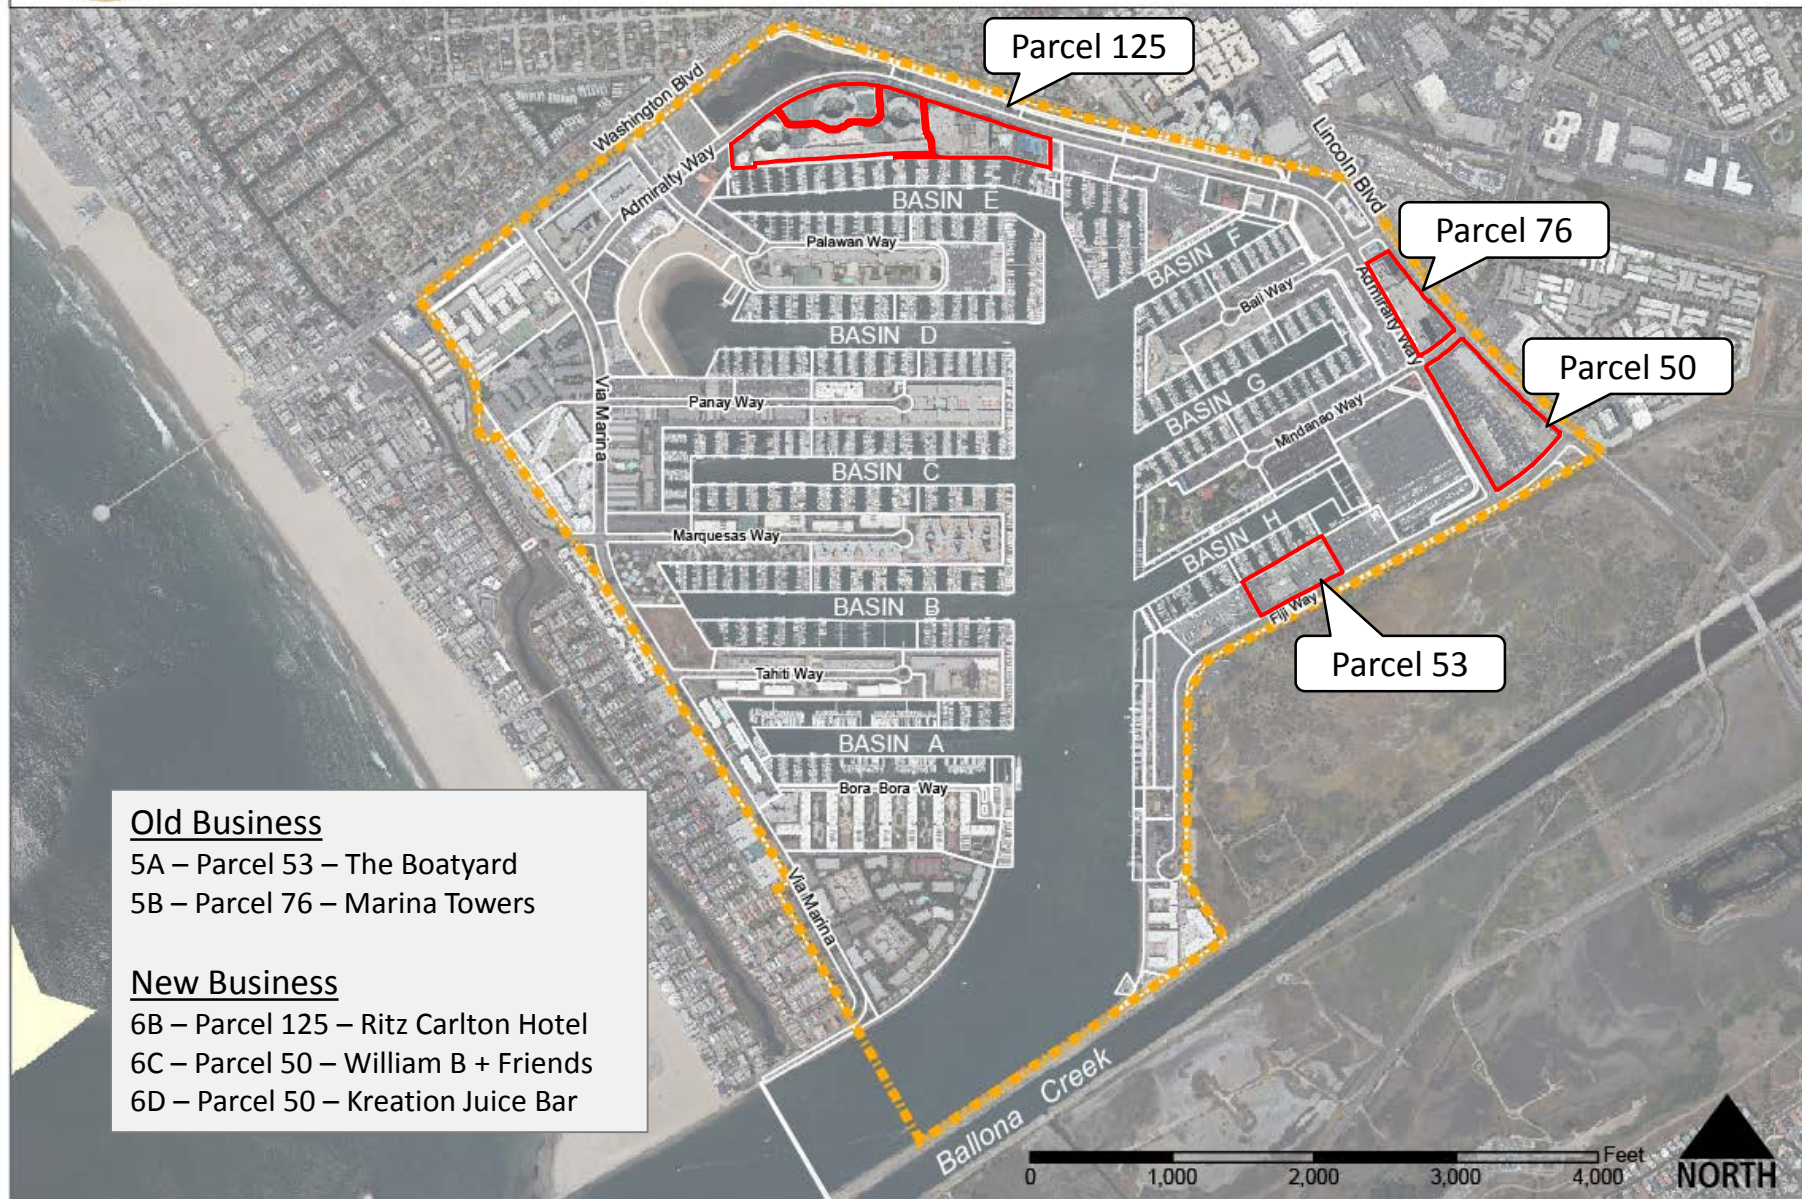 Parcel 125
Washington Blvd
Lincoln Blvd
Admiralty Way
BASIN E
Parcel 76
Palawan Way
BASIN F
Bali Way
Admiralty Way
BASIN D
Parcel 50
Via Marina
Panay Way
BASIN G
Mindanao Way
BASIN C
Marquesas Way
BASIN H
BASIN B
Fiji Way
Parcel 53
Tahiti Way
BASIN A
Bora Bora Way
Via Marina
Old Business
5A – Parcel 53 – The Boatyard
5B – Parcel 76 – Marina Towers
New Business
6B – Parcel 125 – Ritz Carlton Hotel
6C – Parcel 50 – William B + Friends
6D – Parcel 50 – Kreation Juice Bar
Ballona Creek
Feet
0 1,000 2,000 3,000 4,000
NORTH